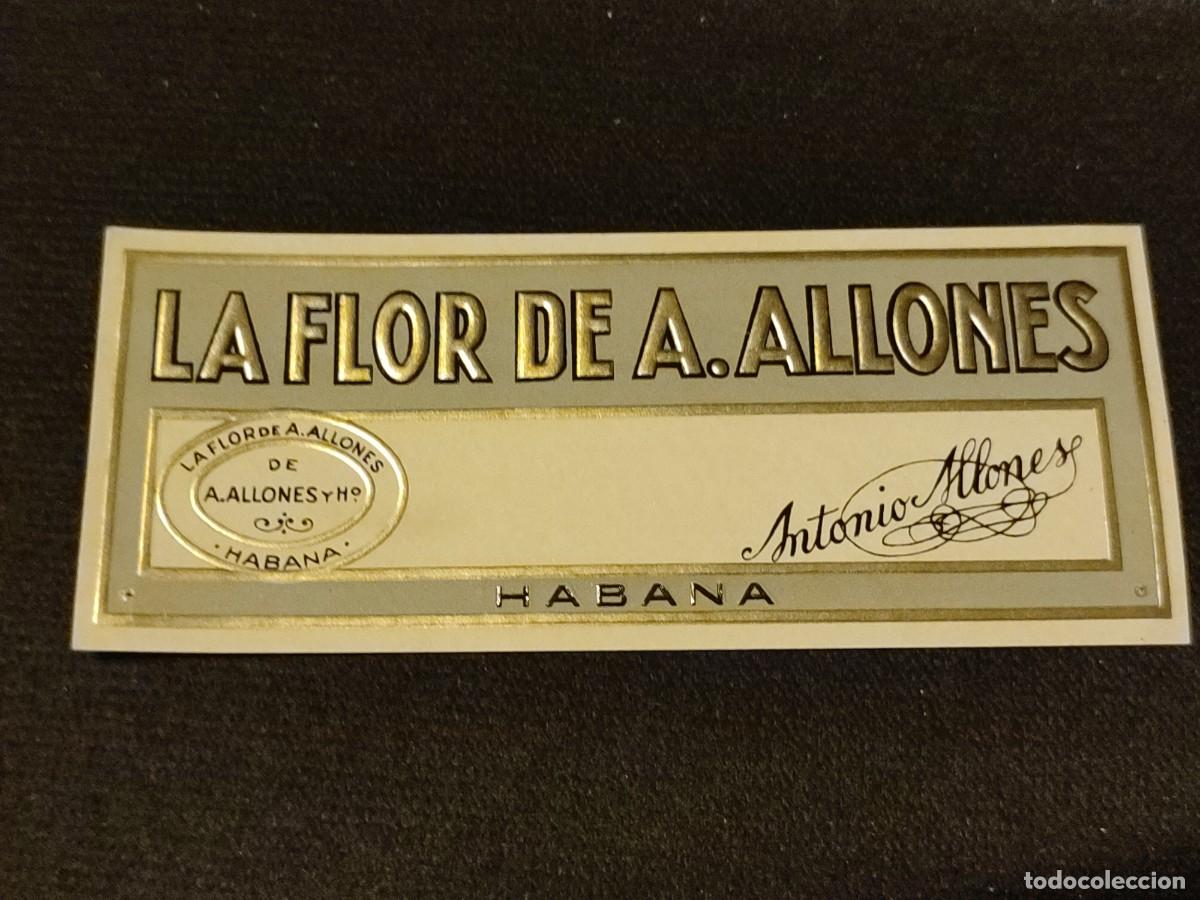 LA FLOR DE A. ALLONES
LA FLOR DE A. ALLONES
DE
A. ALLONES Y Hº
· HABANA ·
Antonio Allones
HABANA
todocoleccion